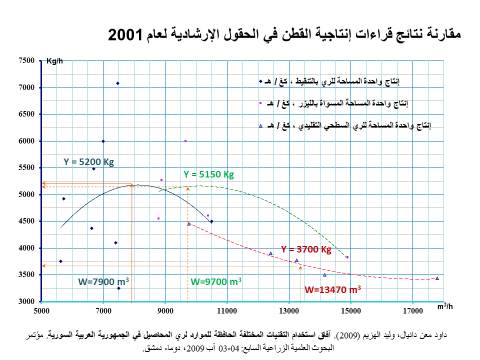 مقارنة نتائج قراءات إنتاجية القطن في الحقول الإرشادية لعام 2001
Kg/h
7500
7000
6500
6000
5500
5000
4500
4000
3500
3000
إنتاج واحدة المساحة للري بالتنقيط ، كغ / هـ
إنتاج واحدة المساحة المسواة بالليزر ، كغ / هـ
إنتاج واحدة المساحة للري السطحي التقليدي ، كغ / هـ
Y = 5200 Kg
Y = 5150 Kg
Y = 3700 Kg
W=7900 m³
W=9700 m³
W=13470 m³
5000 7000 9000 11000 13000 15000 17000
m³/h
داود معن دانيال، وليد الهزيم (2009). آفاق استخدام التقنيات المختلفة الحافظة للموارد لري المحاصيل في الجمهورية العربية السورية. مؤتمر
البحوث العلمية الزراعية السابع: 04-03 آب 2009، دوما، دمشق.